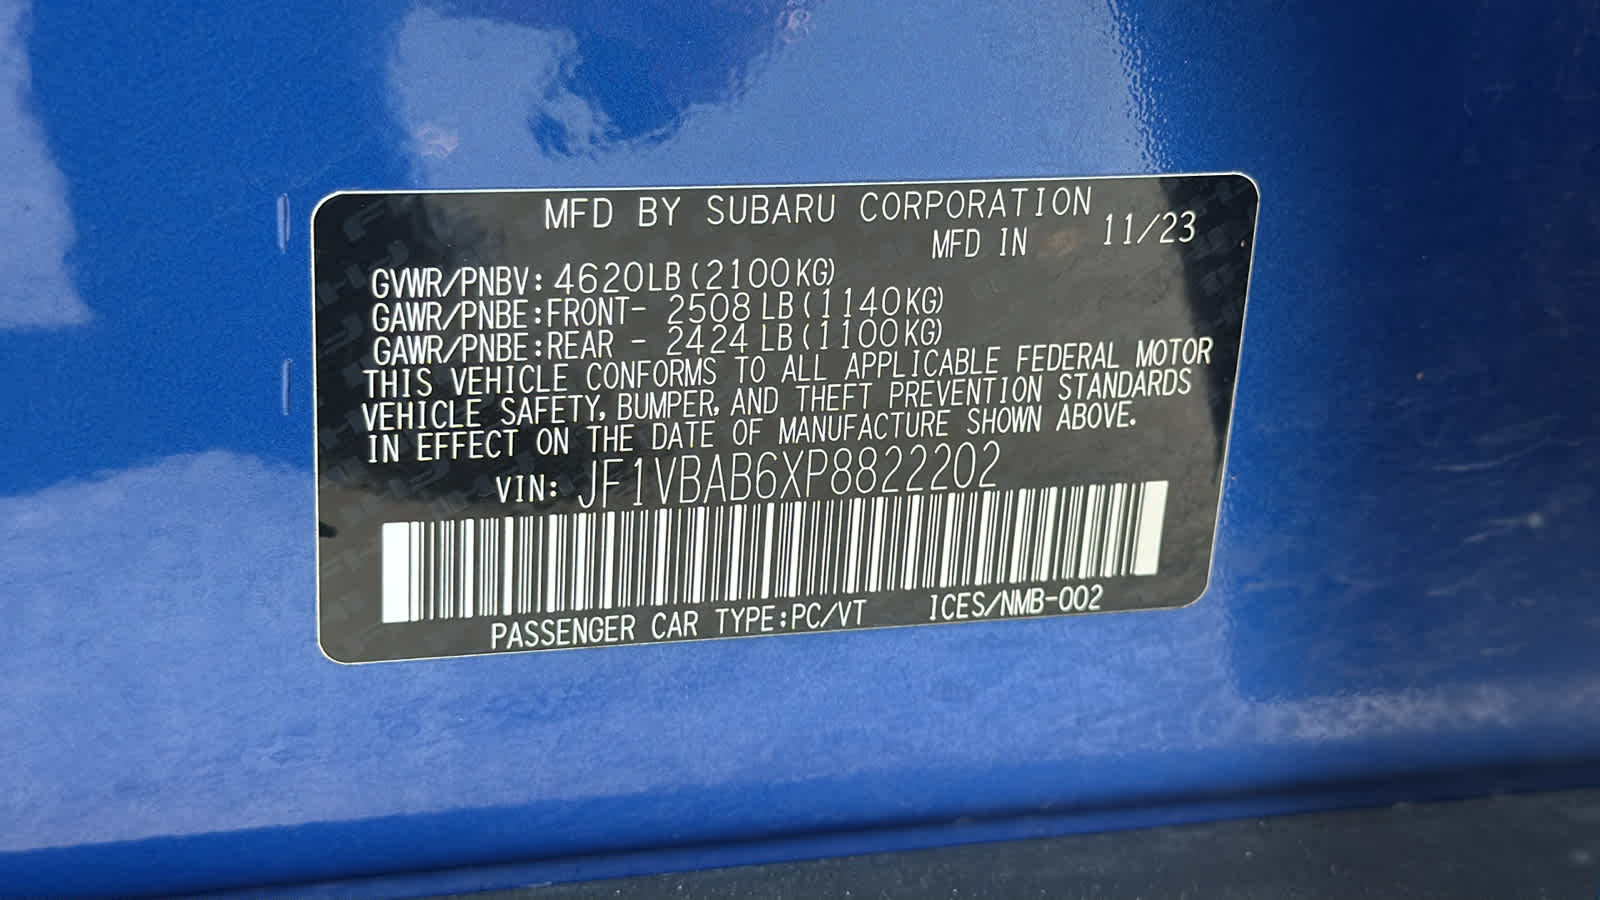 MFD BY SUBARU CORPORATION
MFD IN 11/23
GVWR/PNBV: 4620LB(2100KG)
GAWR/PNBE:FRONT- 2508LB(1140KG)
GAWR/PNBE:REAR - 2424LB(1100KG)
THIS VEHICLE CONFORMS TO ALL APPLICABLE FEDERAL MOTOR
VEHICLE SAFETY, BUMPER, AND THEFT PREVENTION STANDARDS
IN EFFECT ON THE DATE OF MANUFACTURE SHOWN ABOVE.
VIN: JF1VBAB6XP8822202
PASSENGER CAR TYPE:PC/VT ICES/NMB-002